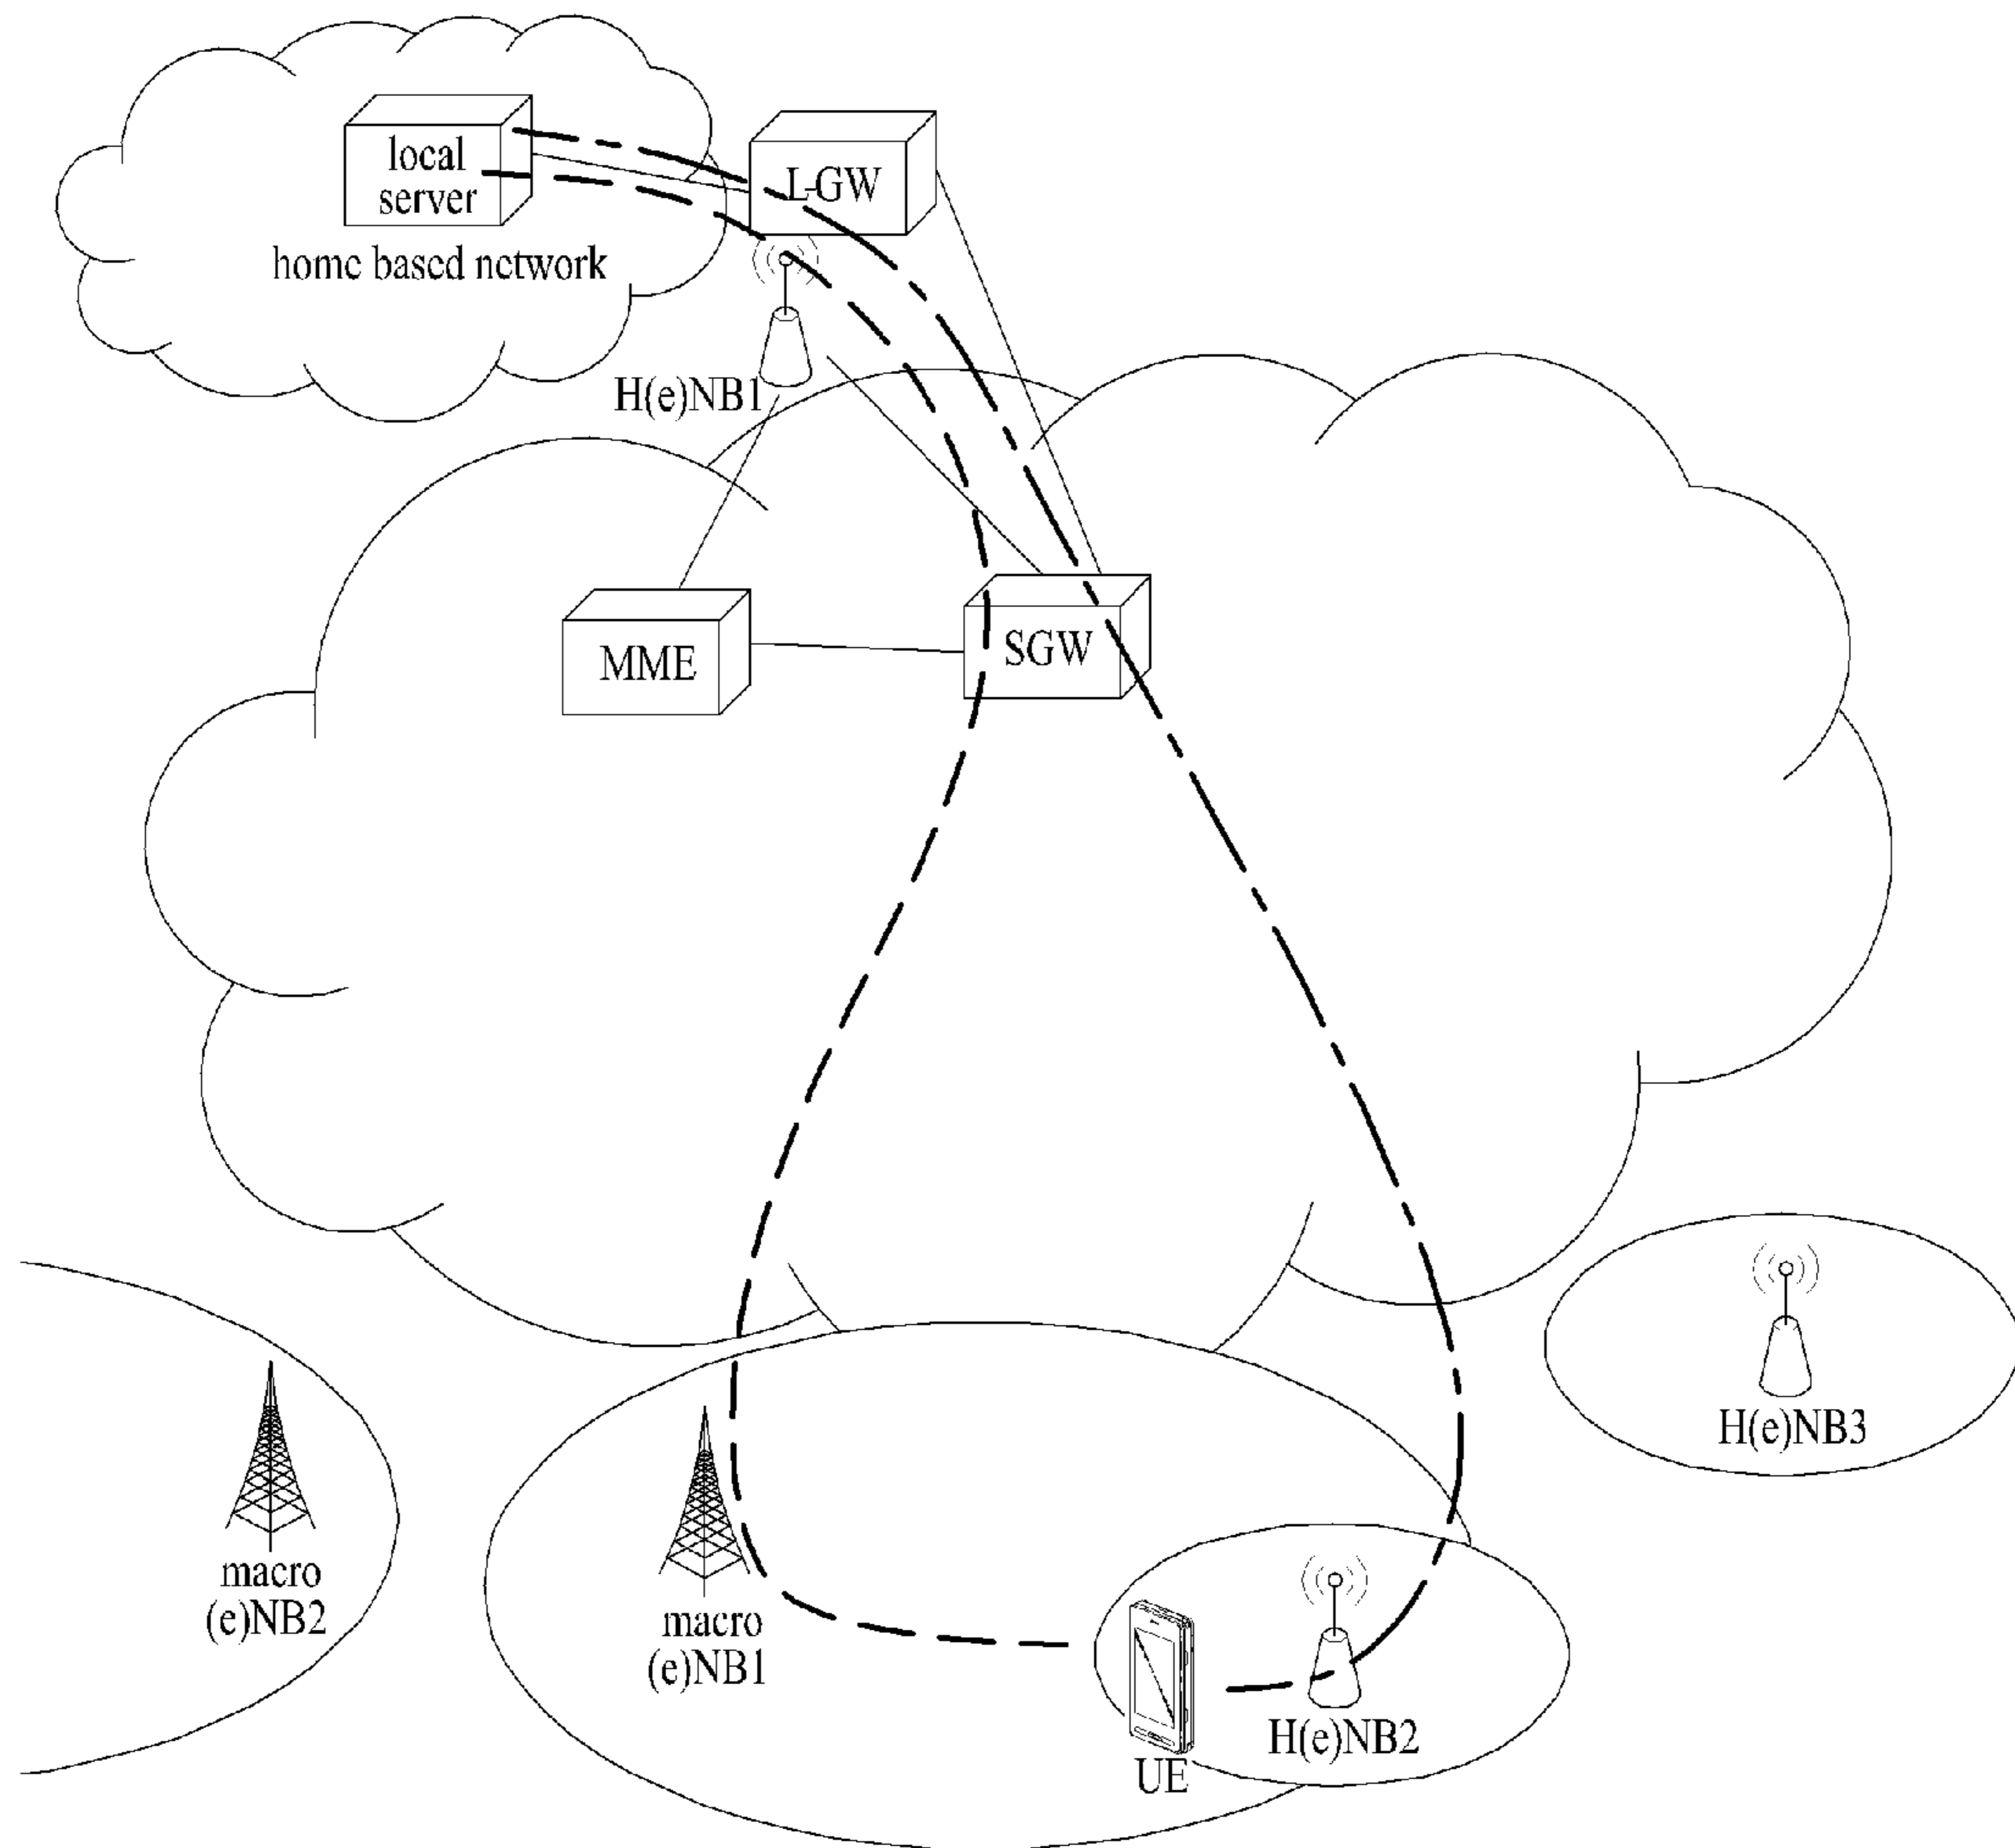 local
server
L-GW
home based network
H(e)NB1
MME
SGW
H(e)NB3
macro
(e)NB2
macro
(e)NB1
H(e)NB2
UE